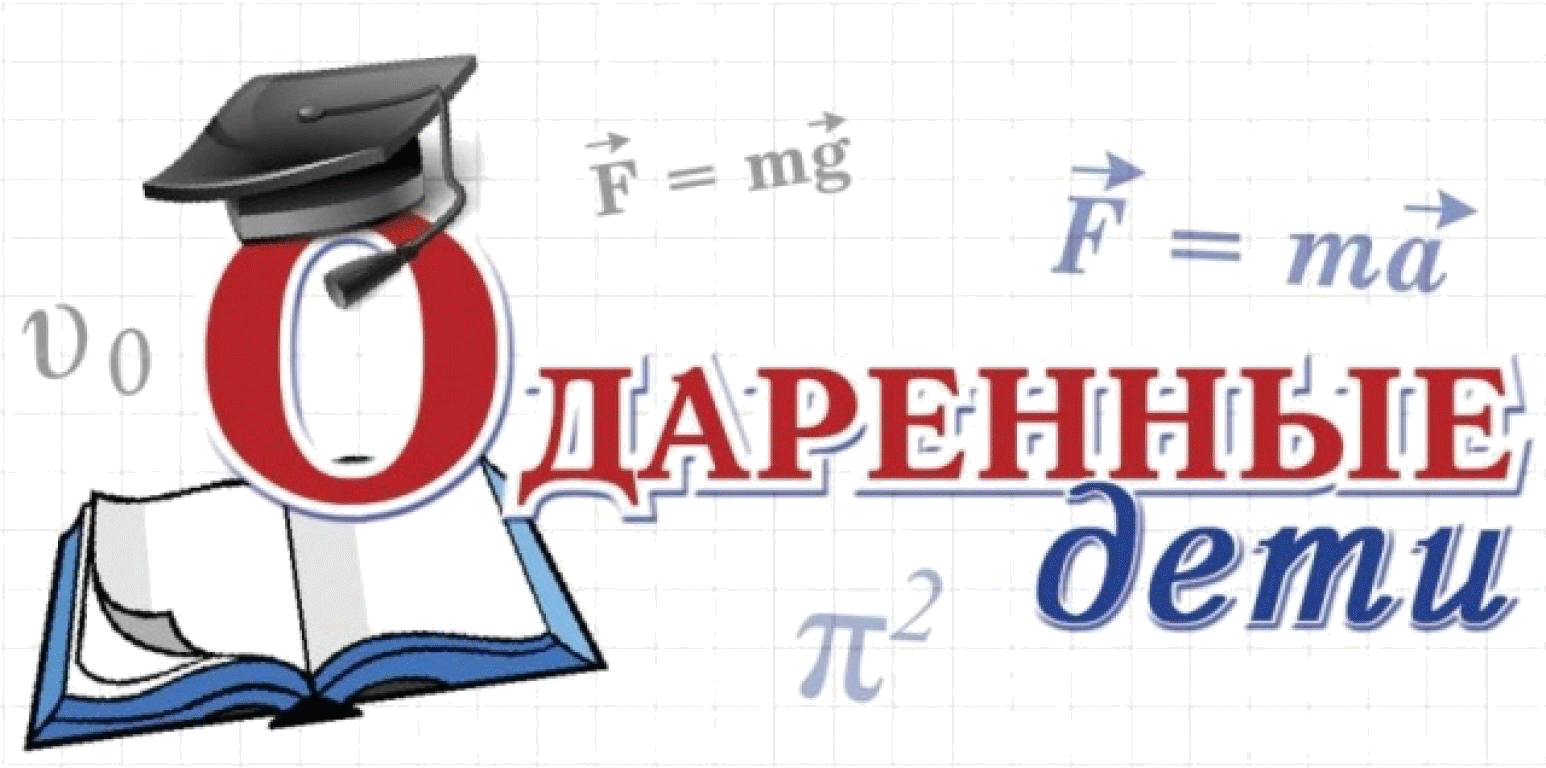 F⃗ = mg⃗
F⃗ = ma⃗
υ₀
ОДАРЕННЫЕ
дети
π²